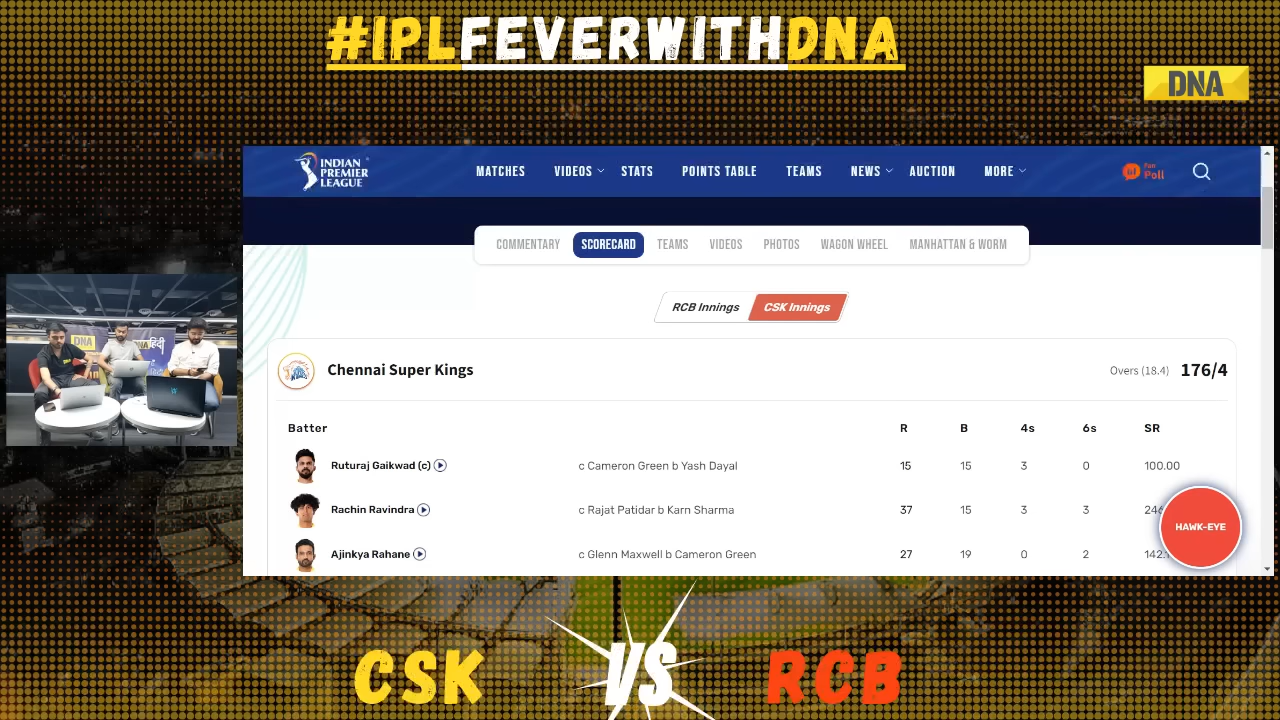 #IPLFEVERWITHDNA
DNA
INDIAN
PREMIER
LEAGUE
MATCHES VIDEOS STATS POINTS TABLE TEAMS NEWS AUCTION MORE
Fan
Poll
COMMENTARY SCORECARD TEAMS VIDEOS PHOTOS WAGON WHEEL MANHATTAN & WORM
RCB Innings CSK Innings
Chennai Super Kings Overs (18.4) 176/4
Batter R B 4s 6s SR
Ruturaj Gaikwad (c) c Cameron Green b Yash Dayal 15 15 3 0 100.00
Rachin Ravindra c Rajat Patidar b Karn Sharma 37 15 3 3
Ajinkya Rahane c Glenn Maxwell b Cameron Green 27 19 0 2
HAWK-EYE
DNA
हिंदी
CSK VS RCB